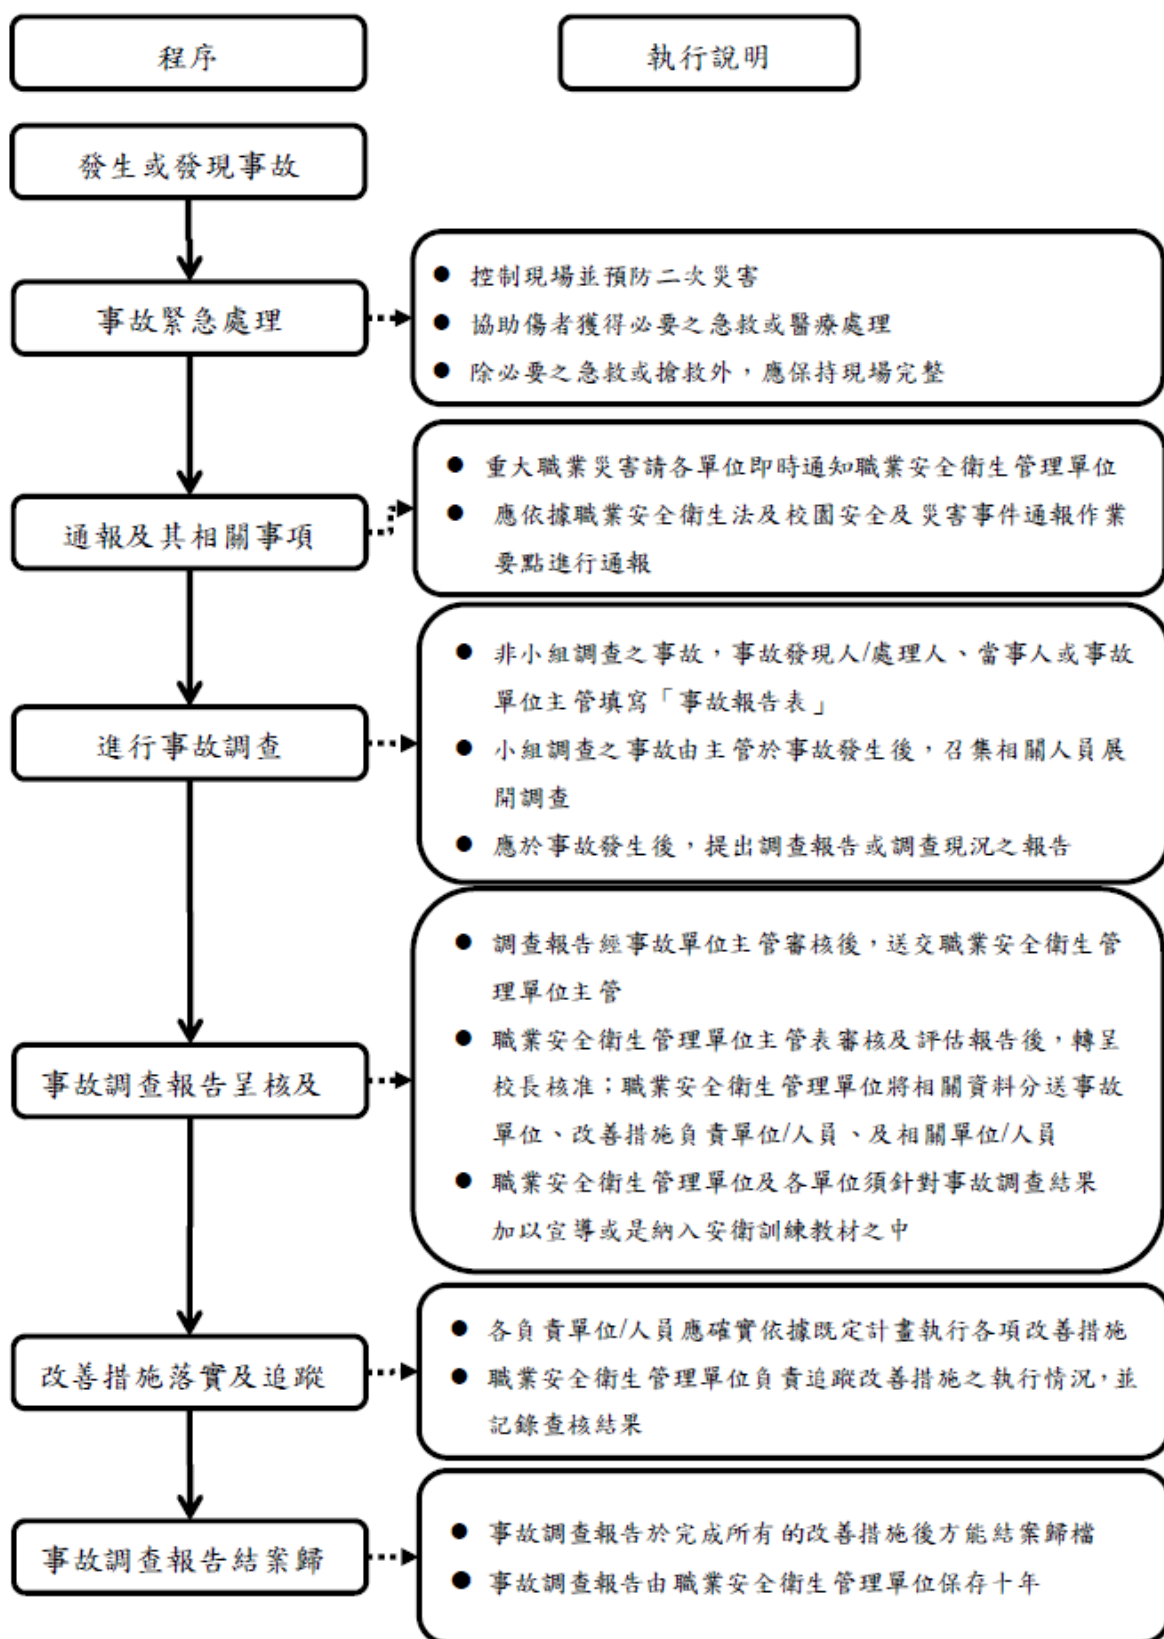 程序
執行說明
發生或發現事故
事故緊急處理
● 控制現場並預防二次災害
● 協助傷者獲得必要之急救或醫療處理
● 除必要之急救或搶救外，應保持現場完整
通報及其相關事項
● 重大職業災害請各單位即時通知職業安全衛生管理單位
● 應依據職業安全衛生法及校園安全及災害事件通報作業
要點進行通報
進行事故調查
● 非小組調查之事故，事故發現人/處理人、當事人或事故
單位主管填寫「事故報告表」
● 小組調查之事故由主管於事故發生後，召集相關人員展
開調查
● 應於事故發生後，提出調查報告或調查現況之報告
事故調查報告呈核及
● 調查報告經事故單位主管審核後，送交職業安全衛生管
理單位主管
● 職業安全衛生管理單位主管表審核及評估報告後，轉呈
校長核准；職業安全衛生管理單位將相關資料分送事故
單位、改善措施負責單位/人員、及相關單位/人員
● 職業安全衛生管理單位及各單位須針對事故調查結果
加以宣導或是納入安衛訓練教材之中
改善措施落實及追蹤
● 各負責單位/人員應確實依據既定計畫執行各項改善措施
● 職業安全衛生管理單位負責追蹤改善措施之執行情況，並
記錄查核結果
事故調查報告結案歸
● 事故調查報告於完成所有的改善措施後方能結案歸檔
● 事故調查報告由職業安全衛生管理單位保存十年